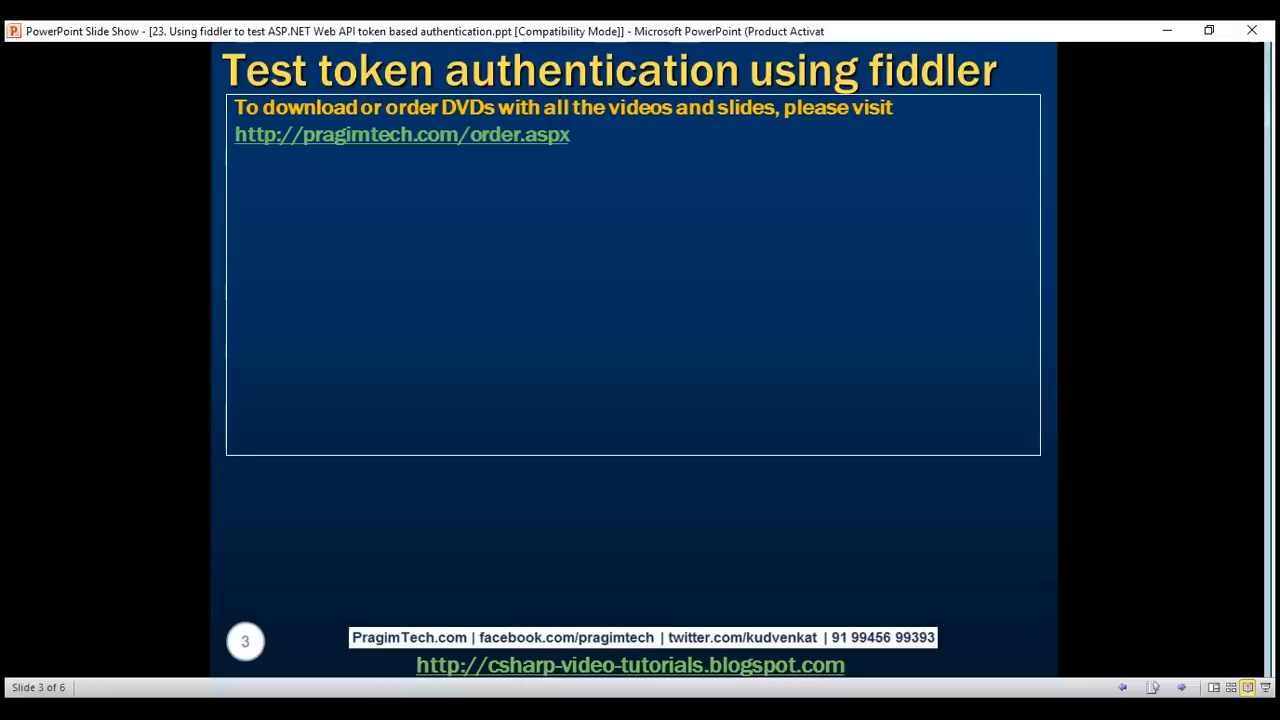 PowerPoint Slide Show - [23. Using fiddler to test ASP.NET Web API token based authentication.ppt [Compatibility Mode]] - Microsoft PowerPoint (Product Activat
Test token authentication using fiddler
To download or order DVDs with all the videos and slides, please visit
http://pragimtech.com/order.aspx
3
PragimTech.com | facebook.com/pragimtech | twitter.com/kudvenkat | 91 99456 99393
http://csharp-video-tutorials.blogspot.com
Slide 3 of 6